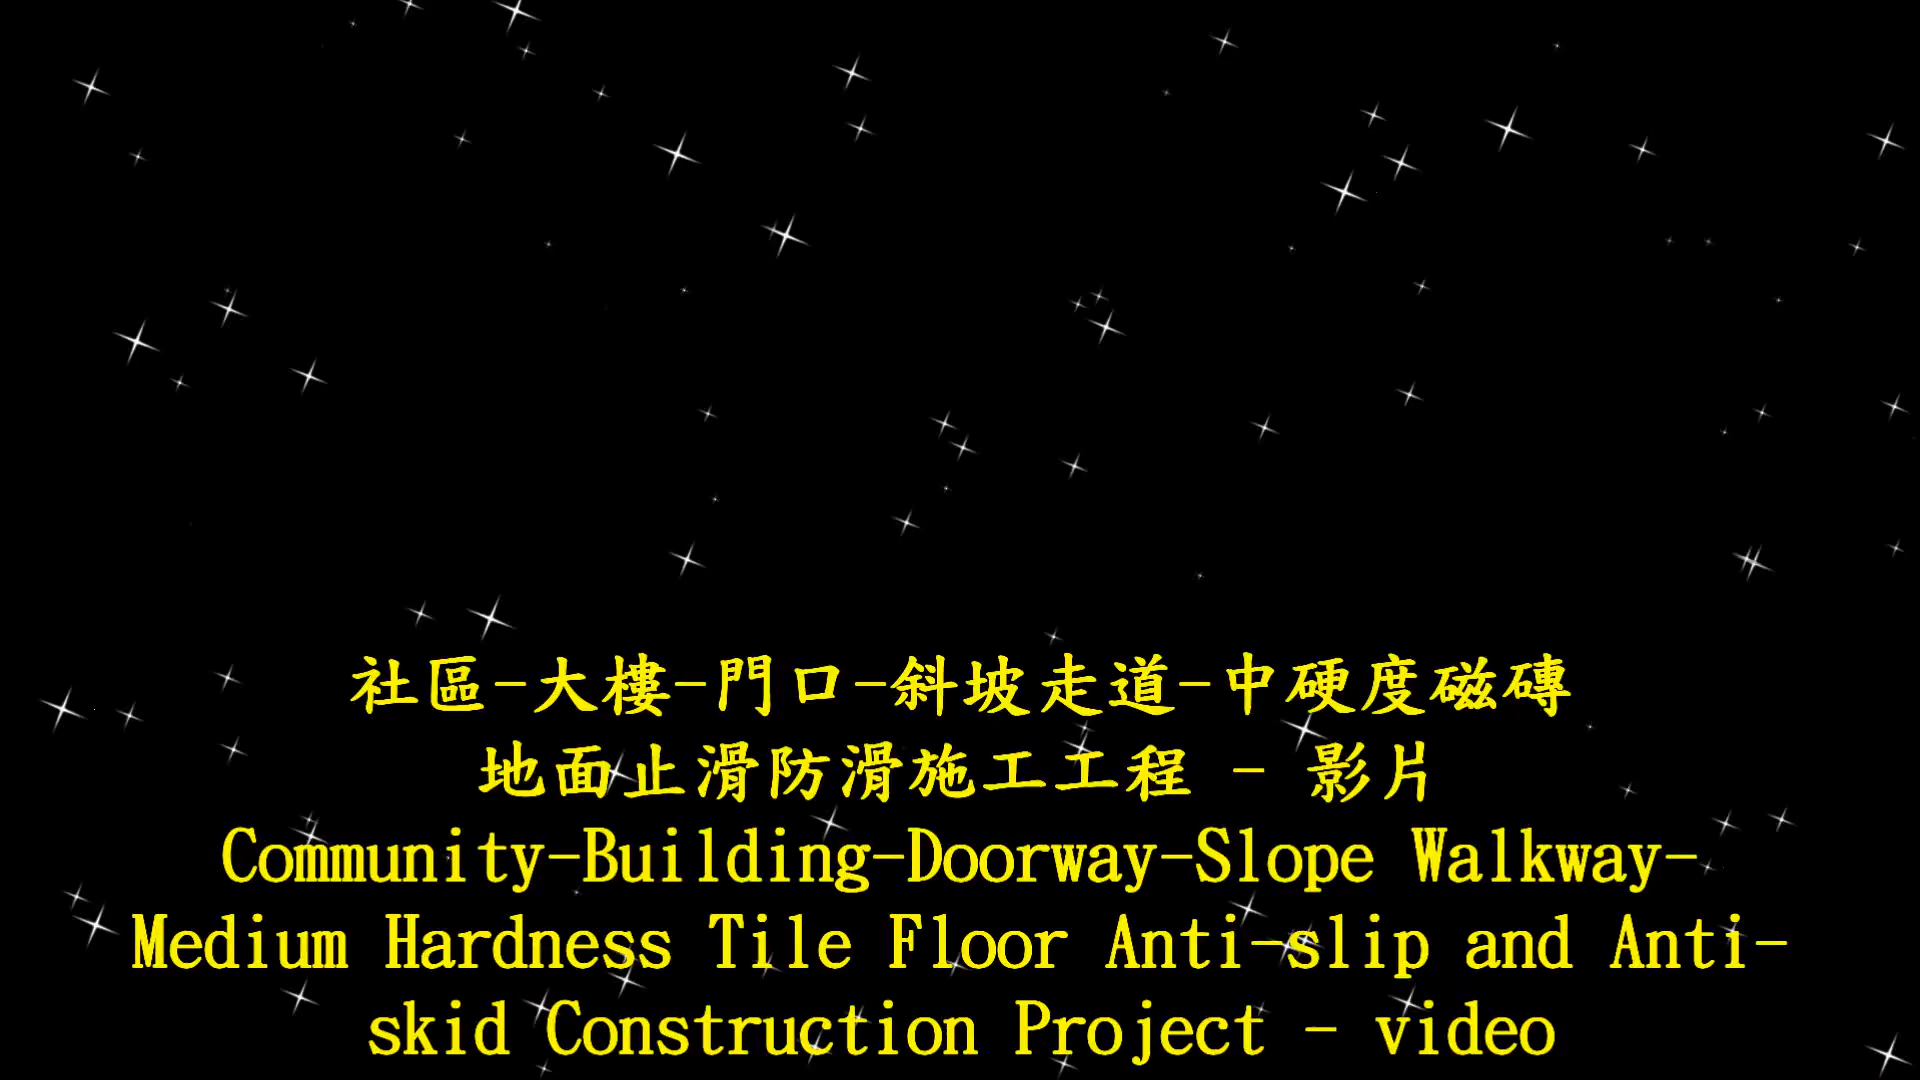 社區-大樓-門口-斜坡走道-中硬度磁磚
地面止滑防滑施工工程 - 影片
Community-Building-Doorway-Slope Walkway-
Medium Hardness Tile Floor Anti-slip and Anti-
skid Construction Project - video